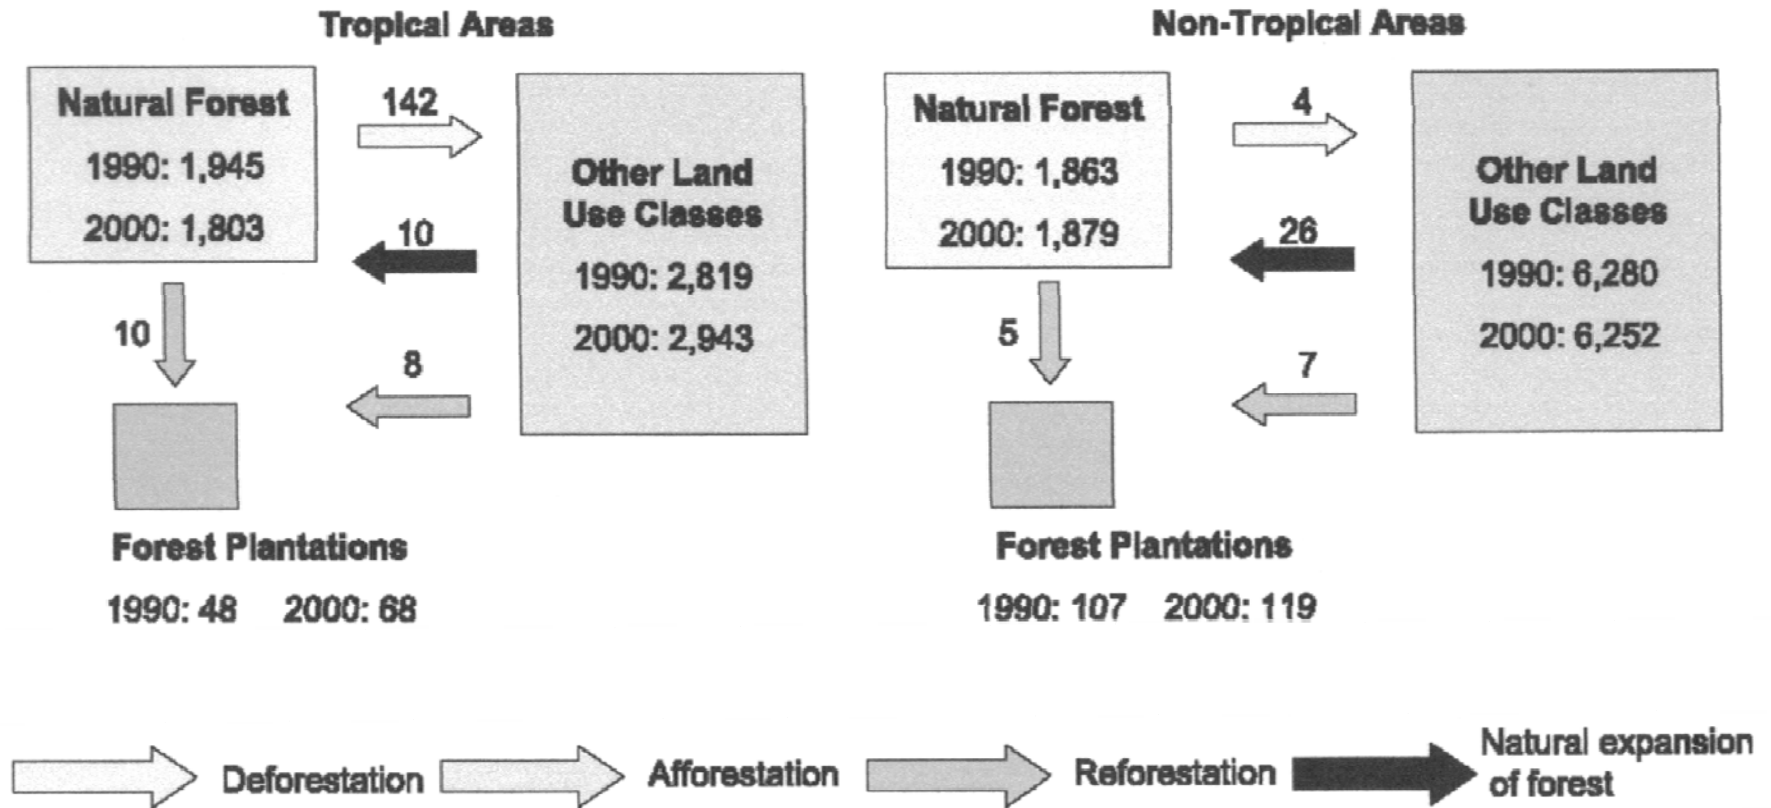 Tropical Areas
Natural Forest
1990: 1,945
2000: 1,803
142
10
10
8
Other Land
Use Classes
1990: 2,819
2000: 2,943
Forest Plantations
1990: 48 2000: 68
Non-Tropical Areas
Natural Forest
1990: 1,863
2000: 1,879
4
26
5
7
Other Land
Use Classes
1990: 6,280
2000: 6,252
Forest Plantations
1990: 107 2000: 119
Deforestation
Afforestation
Reforestation
Natural expansion
of forest